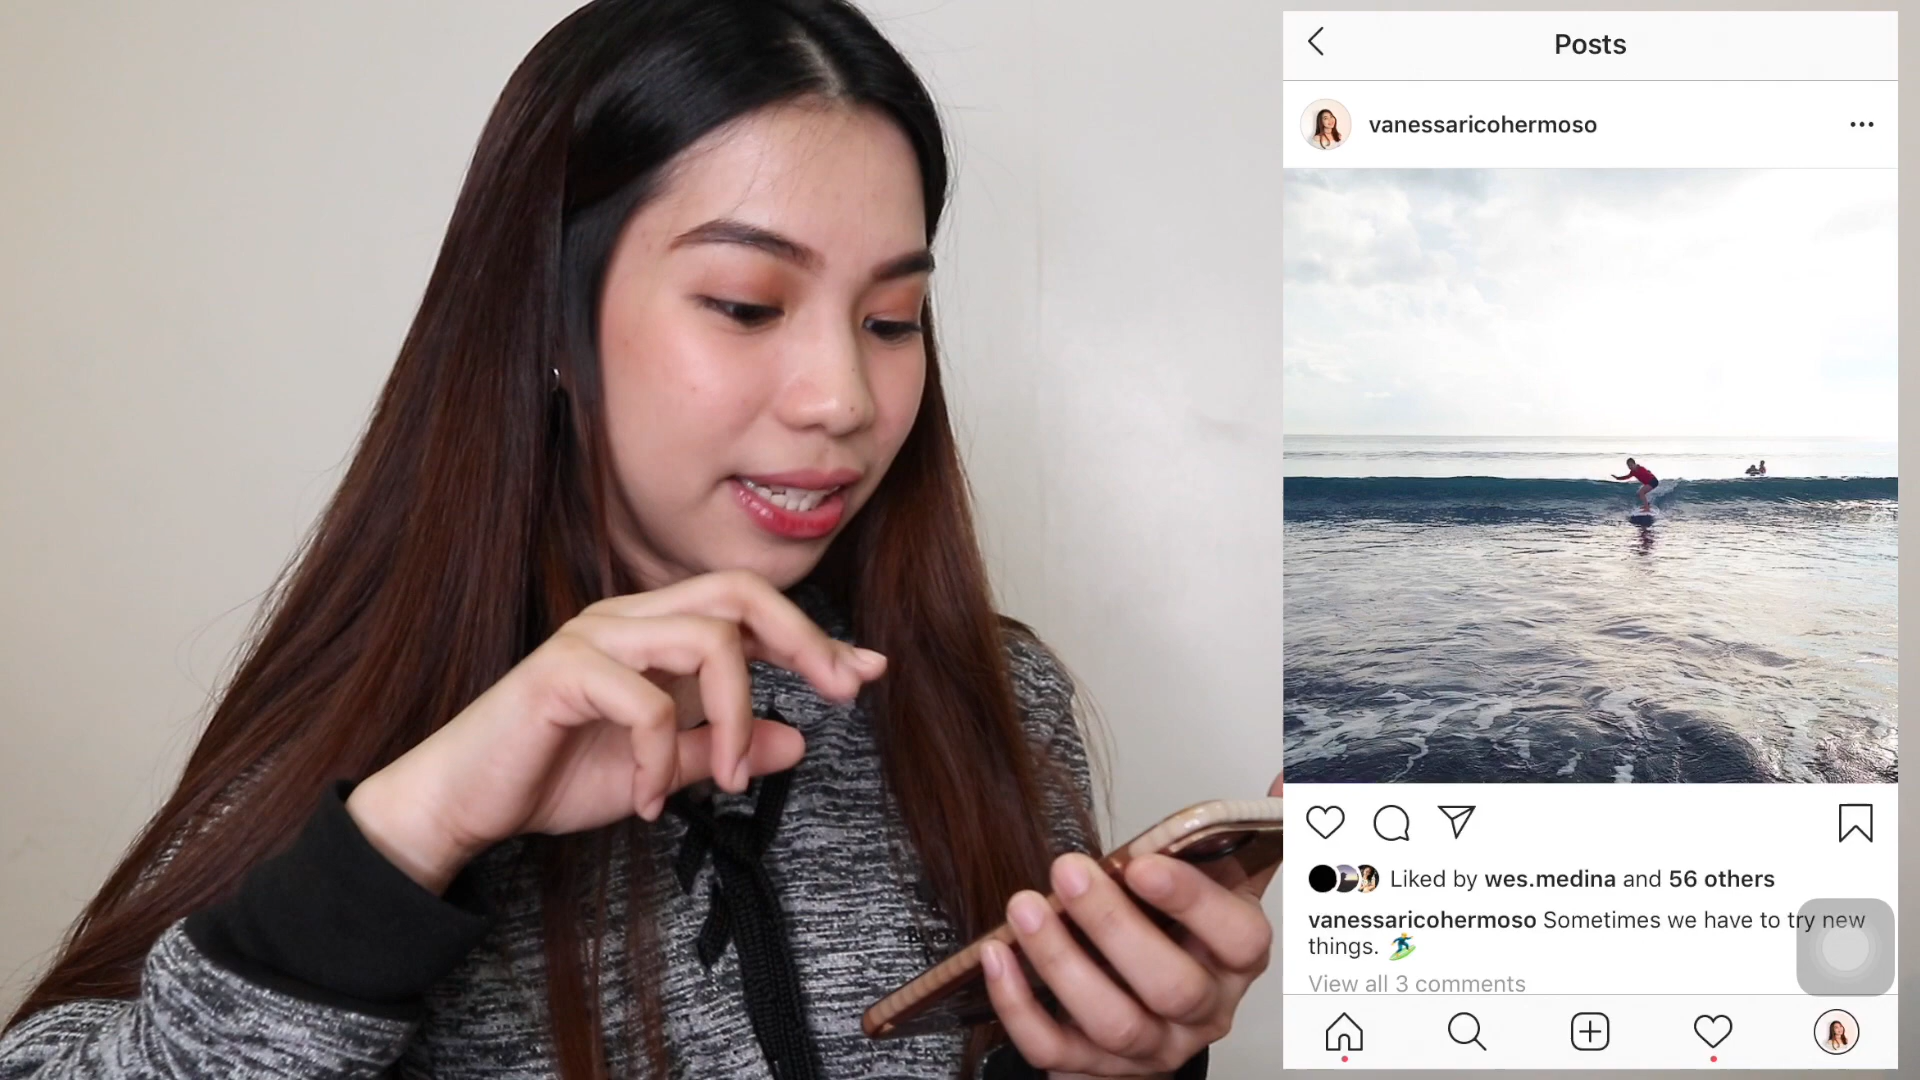 Posts
vanessaricohermoso
Liked by wes.medina and 56 others
vanessaricohermoso Sometimes we have to try new
things. 🏄
View all 3 comments